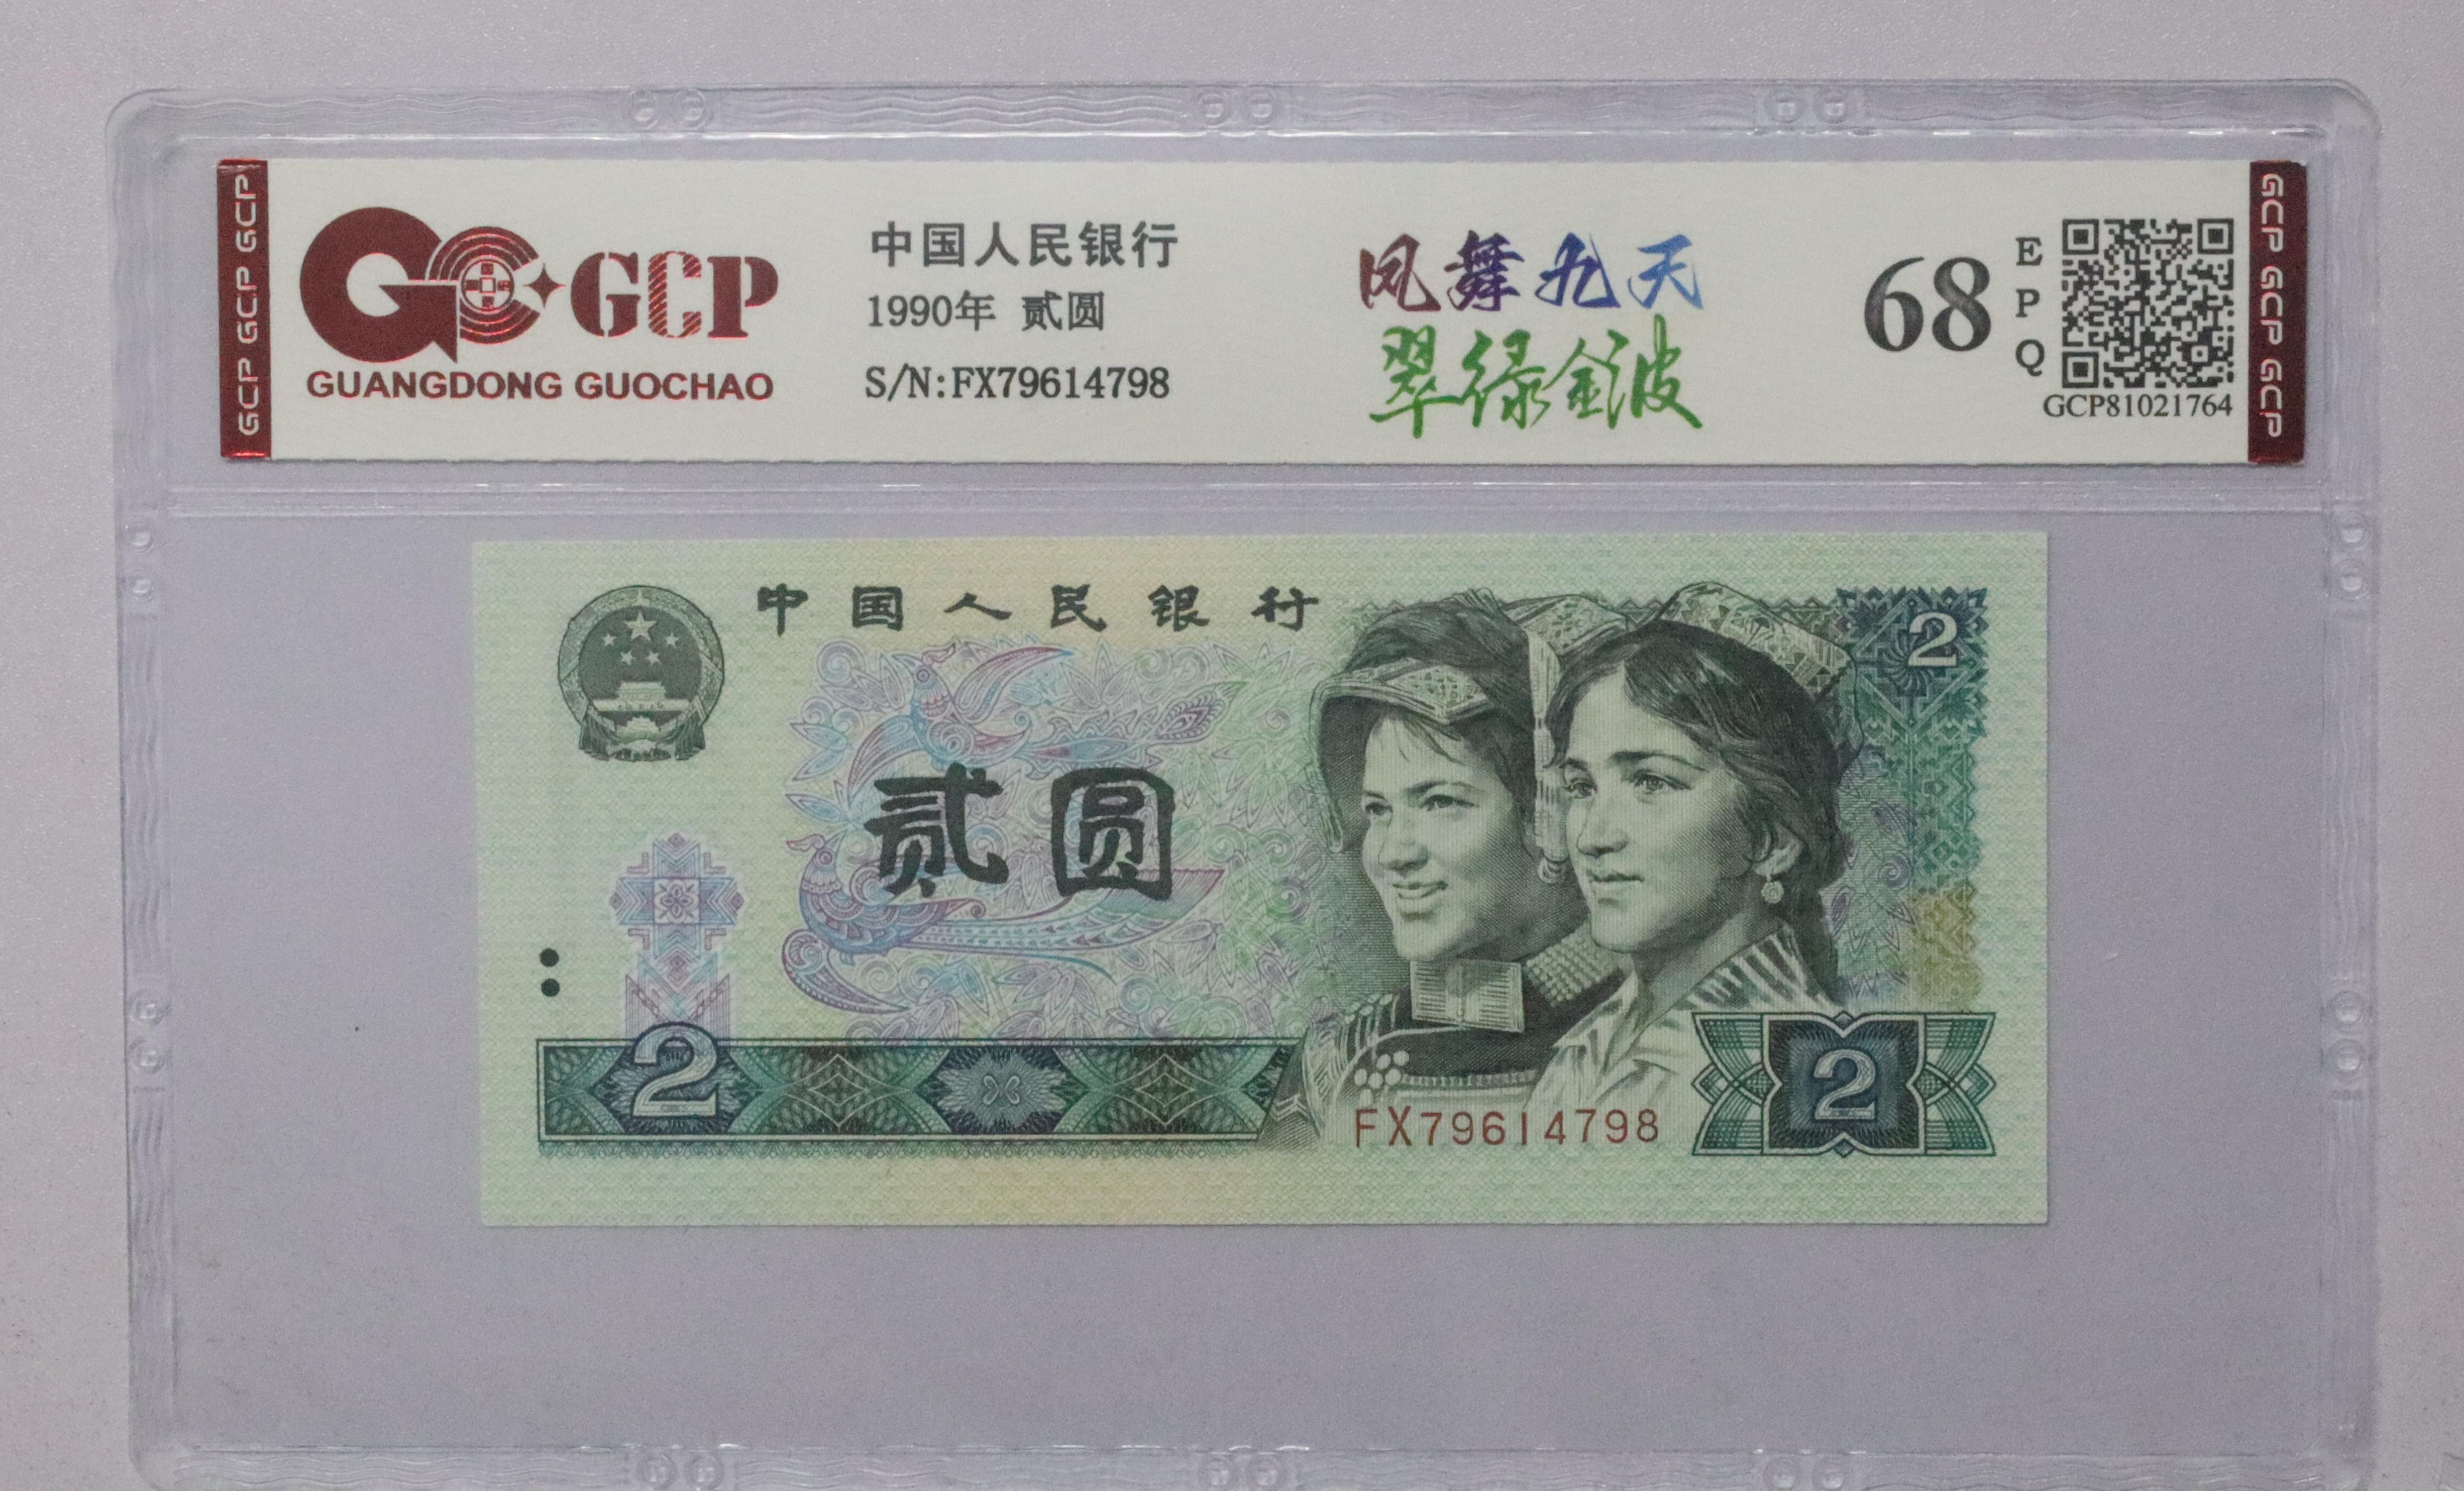 GCP GCP GCP
GCP
GUANGDONG GUOCHAO
中国人民银行
1990年 贰圆
S/N:FX79614798
凤舞九天
翠绿金波
68
EPQ
GCP81021764
GCP GCP GCP
中国人民银行
2
贰圆
2
FX79614798
2